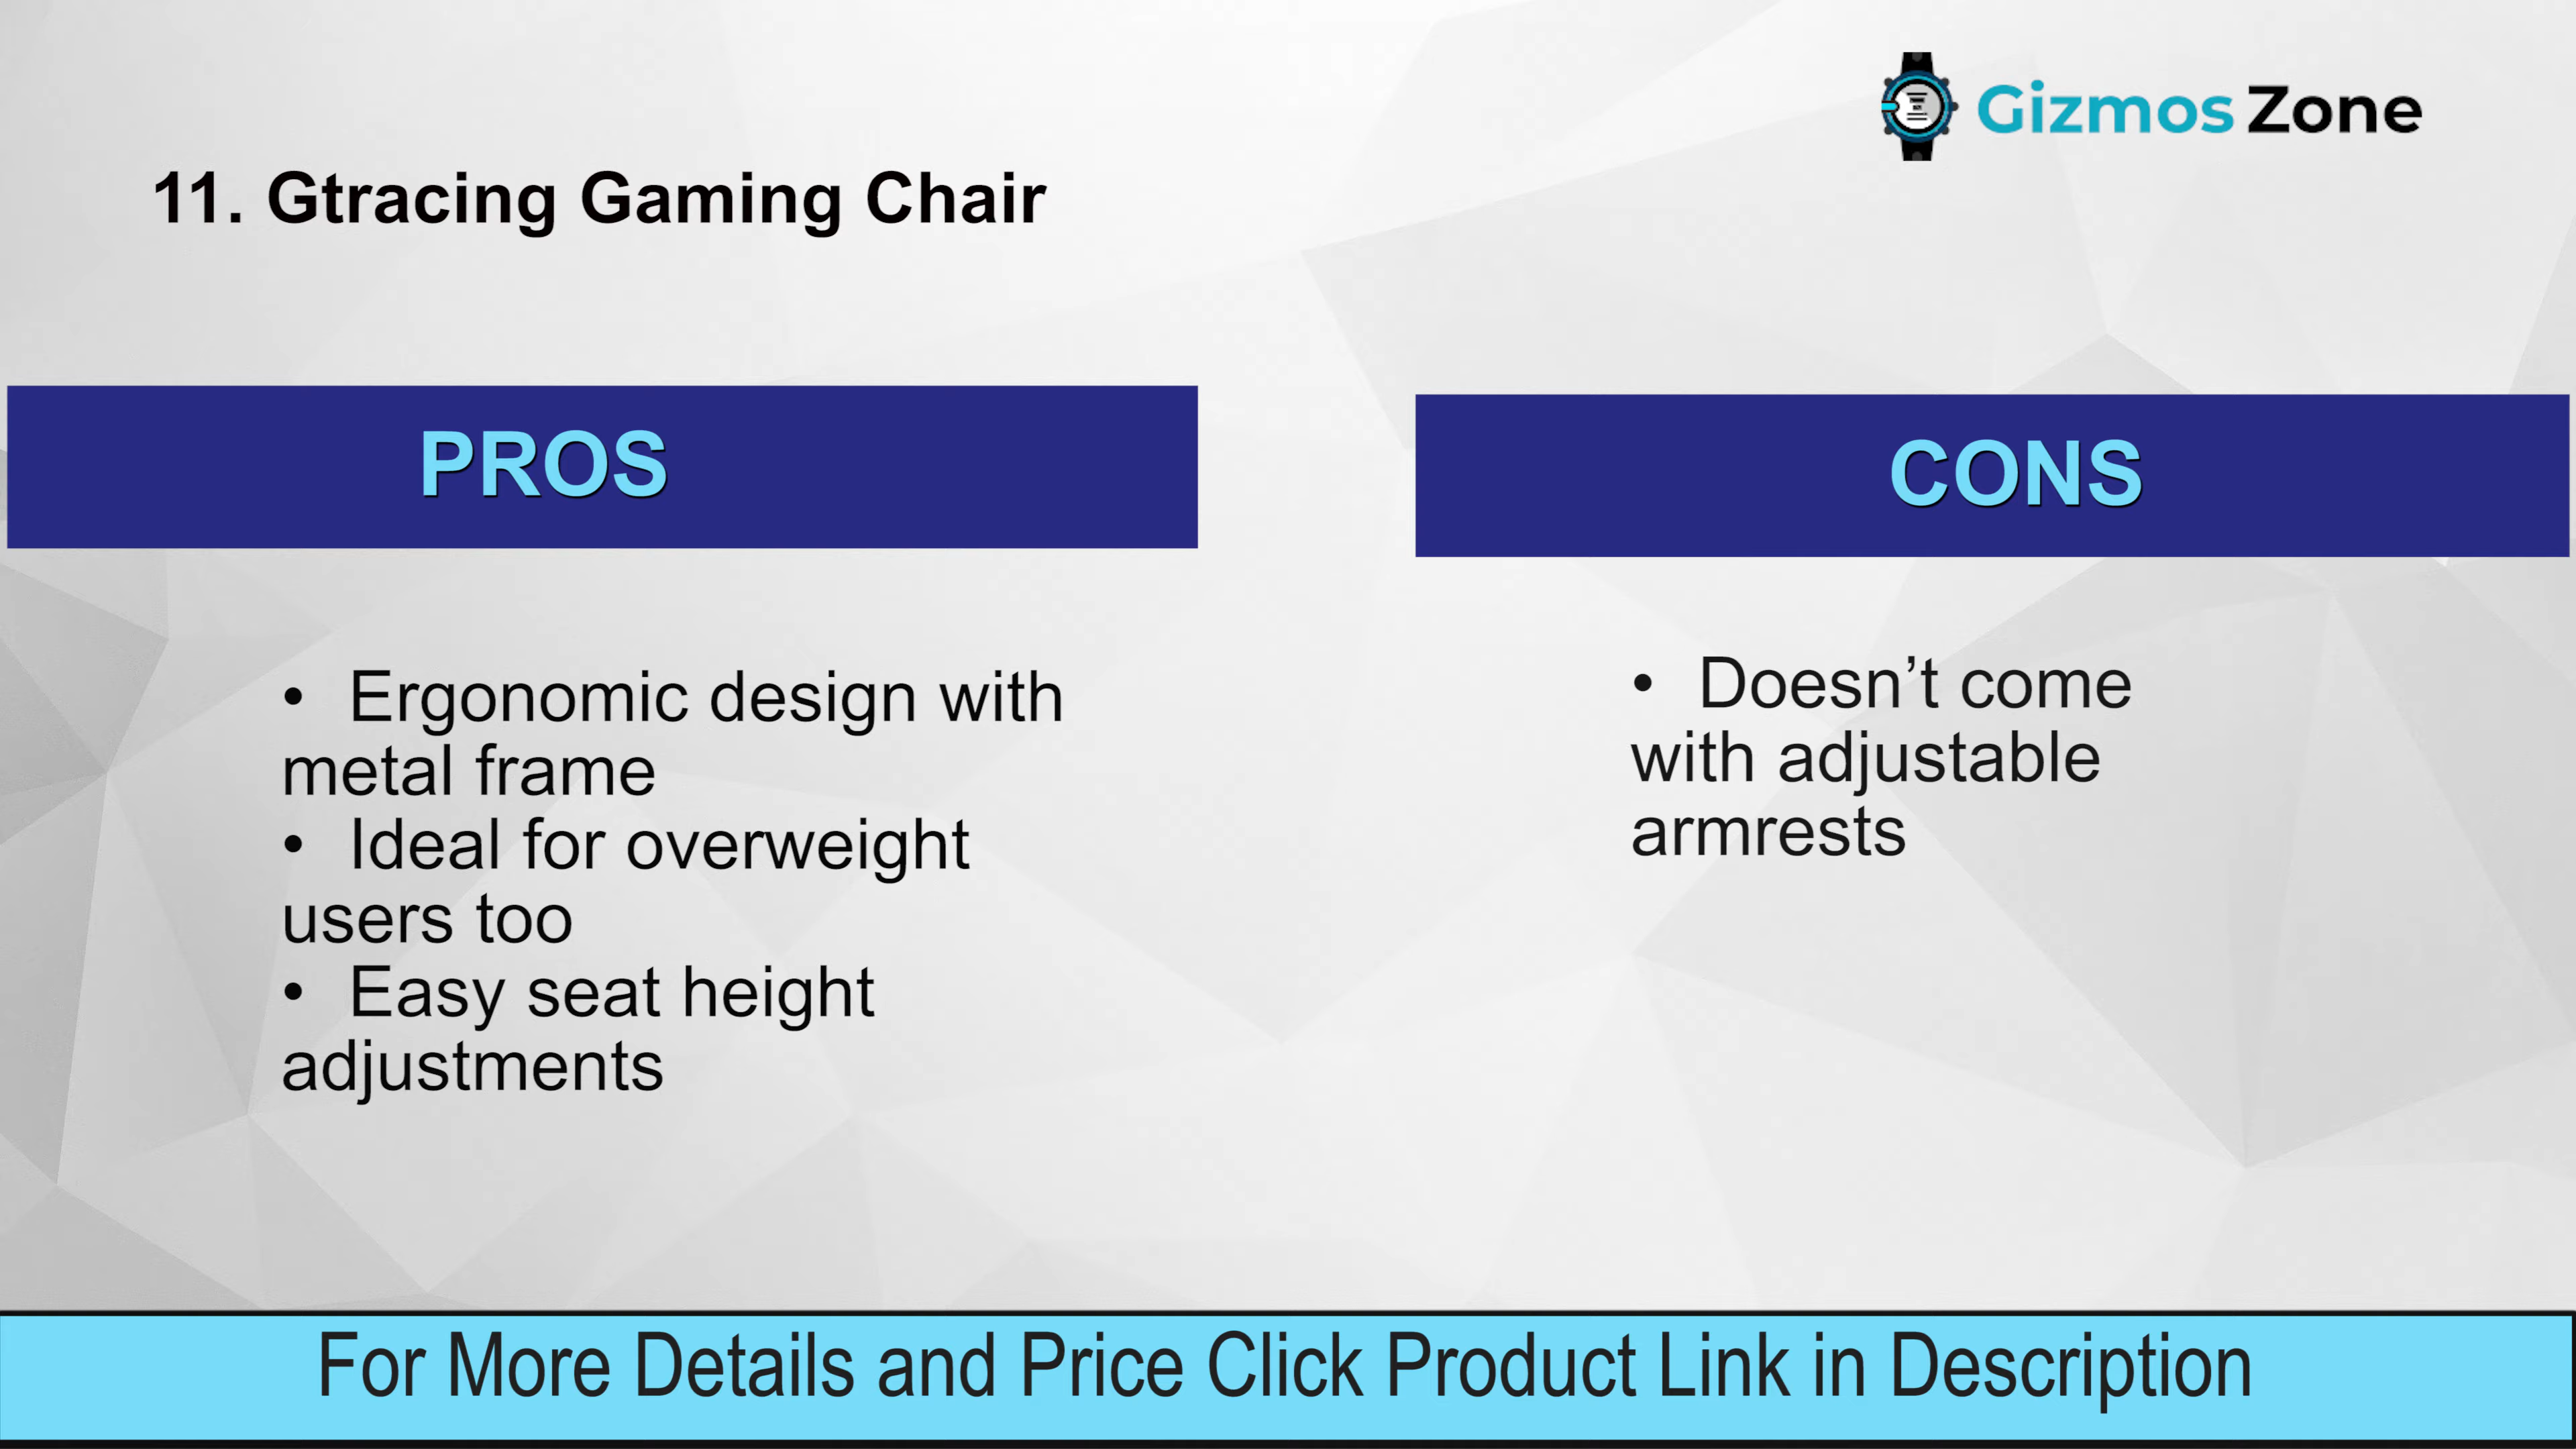 Gizmos Zone
11. Gtracing Gaming Chair
PROS
• Ergonomic design with
metal frame
• Ideal for overweight
users too
• Easy seat height
adjustments
CONS
• Doesn’t come
with adjustable
armrests
For More Details and Price Click Product Link in Description